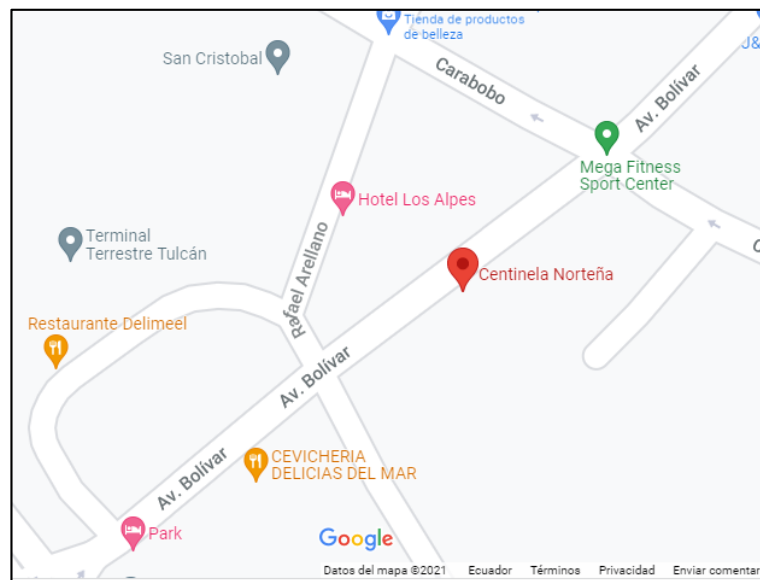 Tienda de productos
de belleza
J&
San Cristobal
Carabobo
Av. Bolívar
Mega Fitness
Sport Center
Hotel Los Alpes
Terminal
Terrestre Tulcán
Rafael Arellano
Centinela Norteña
Restaurante Delimeel
Av. Bolívar
CEVICHERIA
DELICIAS DEL MAR
Av. Bolívar
Park
Google
Datos del mapa ©2021 Ecuador Términos Privacidad Enviar comentar